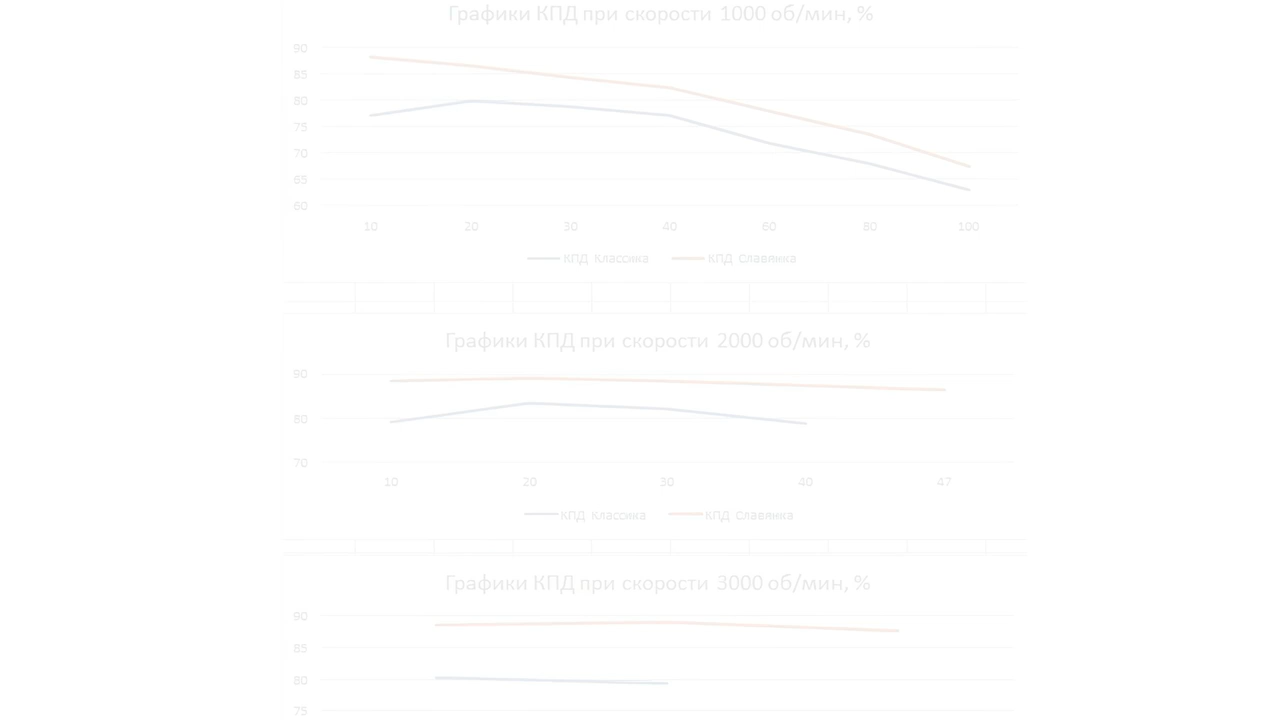 Графики КПД при скорости 1000 об/мин, %
90
85
80
75
70
65
60
10 20 30 40 60 80 100
КПД Классика КПД Славянка
Графики КПД при скорости 2000 об/мин, %
90
80
70
10 20 30 40 47
КПД Классика КПД Славянка
Графики КПД при скорости 3000 об/мин, %
90
85
80
75